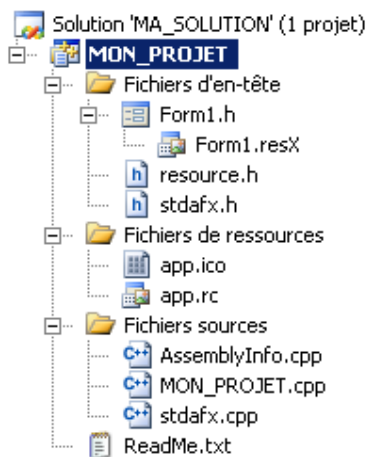 Solution 'MA_SOLUTION' (1 projet)
MON_PROJET
Fichiers d'en-tête
Form1.h
Form1.resX
resource.h
stdafx.h
Fichiers de ressources
app.ico
app.rc
Fichiers sources
AssemblyInfo.cpp
MON_PROJET.cpp
stdafx.cpp
ReadMe.txt